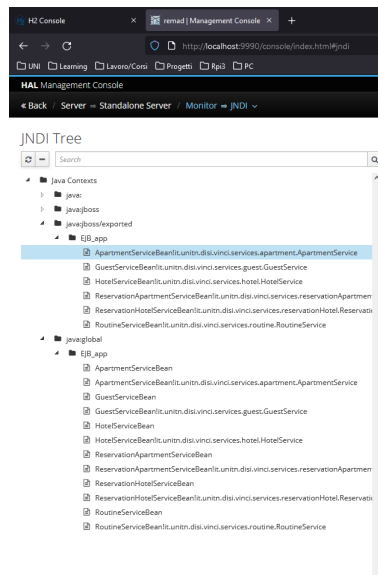 H2 Console
remad | Management Console
http://localhost:9990/console/index.html#jndi
UNI Learning Lavoro/Corsi Progetti Rpi3 PC
HAL Management Console
« Back / Server ⇒ Standalone Server / Monitor ⇒ JNDI
JNDI Tree
Search
Java Contexts
java:
java:jboss
java:jboss/exported
EJB_app
ApartmentServiceBean!it.unitn.disi.vinci.services.apartment.ApartmentService
GuestServiceBean!it.unitn.disi.vinci.services.guest.GuestService
HotelServiceBean!it.unitn.disi.vinci.services.hotel.HotelService
ReservationApartmentServiceBean!it.unitn.disi.vinci.services.reservationApartmen
ReservationHotelServiceBean!it.unitn.disi.vinci.services.reservationHotel.Reservati
RoutineServiceBean!it.unitn.disi.vinci.services.routine.RoutineService
java:global
EJB_app
ApartmentServiceBean
ApartmentServiceBean!it.unitn.disi.vinci.services.apartment.ApartmentService
GuestServiceBean
GuestServiceBean!it.unitn.disi.vinci.services.guest.GuestService
HotelServiceBean
HotelServiceBean!it.unitn.disi.vinci.services.hotel.HotelService
ReservationApartmentServiceBean
ReservationApartmentServiceBean!it.unitn.disi.vinci.services.reservationApartmen
ReservationHotelServiceBean
ReservationHotelServiceBean!it.unitn.disi.vinci.services.reservationHotel.Reservati
RoutineServiceBean
RoutineServiceBean!it.unitn.disi.vinci.services.routine.RoutineService